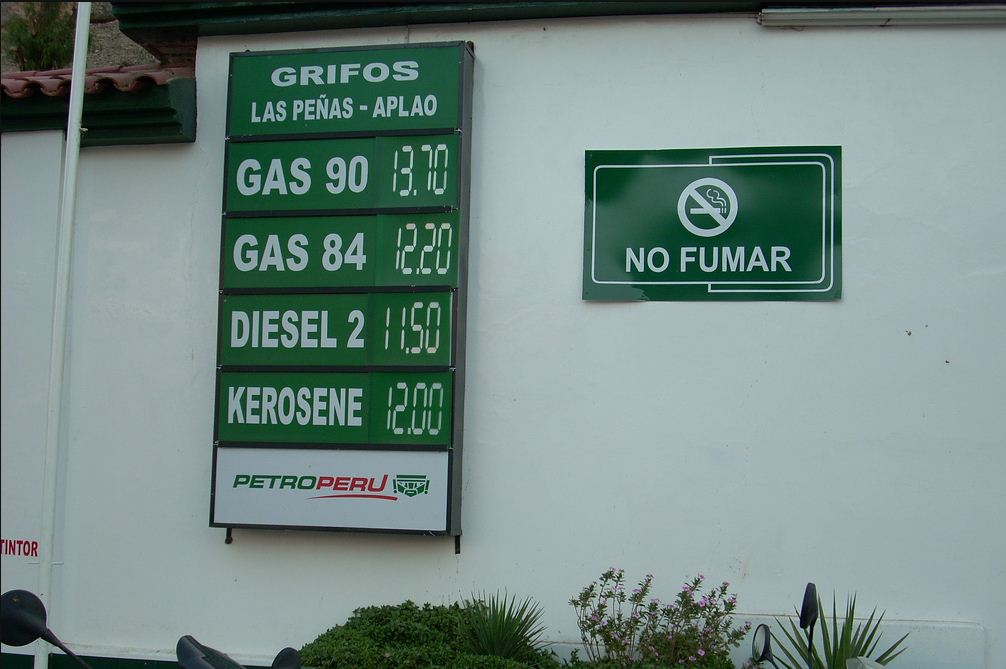 GRIFOS
LAS PEÑAS - APLAO
GAS 90 13.70
GAS 84 12.20
DIESEL 2 11.50
KEROSENE 12.00
PETROPERU
NO FUMAR
TINTOR